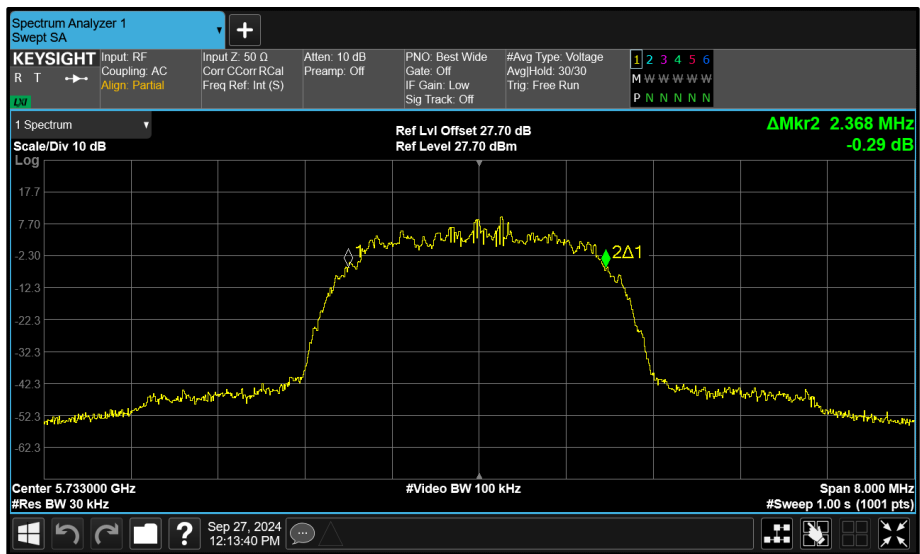 Spectrum Analyzer 1
Swept SA
KEYSIGHT
R T
LXI
Input: RF
Coupling: AC
Align: Partial
Input Z: 50 Ω
Corr CCorr RCal
Freq Ref: Int (S)
Atten: 10 dB
Preamp: Off
PNO: Best Wide
Gate: Off
IF Gain: Low
Sig Track: Off
#Avg Type: Voltage
Avg|Hold: 30/30
Trig: Free Run
1 2 3 4 5 6
M W W W W W
P N N N N N
1 Spectrum
Scale/Div 10 dB
Ref Lvl Offset 27.70 dB
Ref Level 27.70 dBm
ΔMkr2 2.368 MHz
-0.29 dB
Log
17.7
7.70
-2.30
-12.3
-22.3
-32.3
-42.3
-52.3
-62.3
1
2Δ1
Center 5.733000 GHz
#Res BW 30 kHz
#Video BW 100 kHz
Span 8.000 MHz
#Sweep 1.00 s (1001 pts)
?
Sep 27, 2024
12:13:40 PM